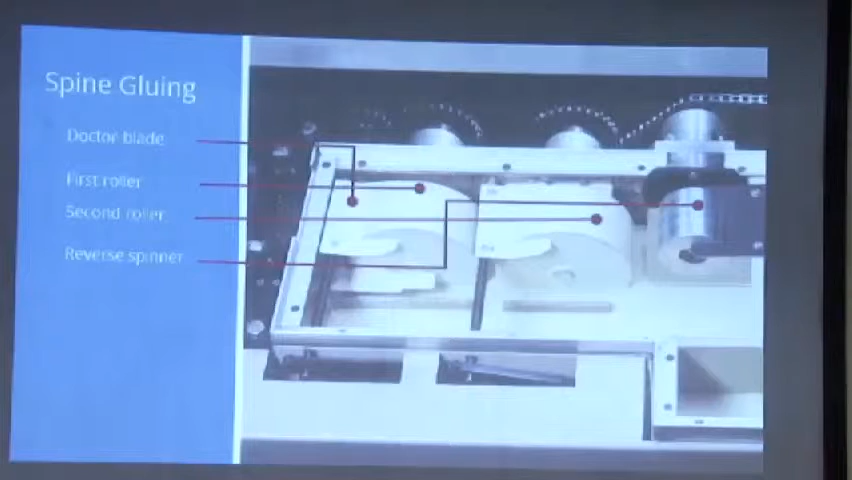 Spine Gluing
Doctor blade
First roller
Second roller
Reverse spinner